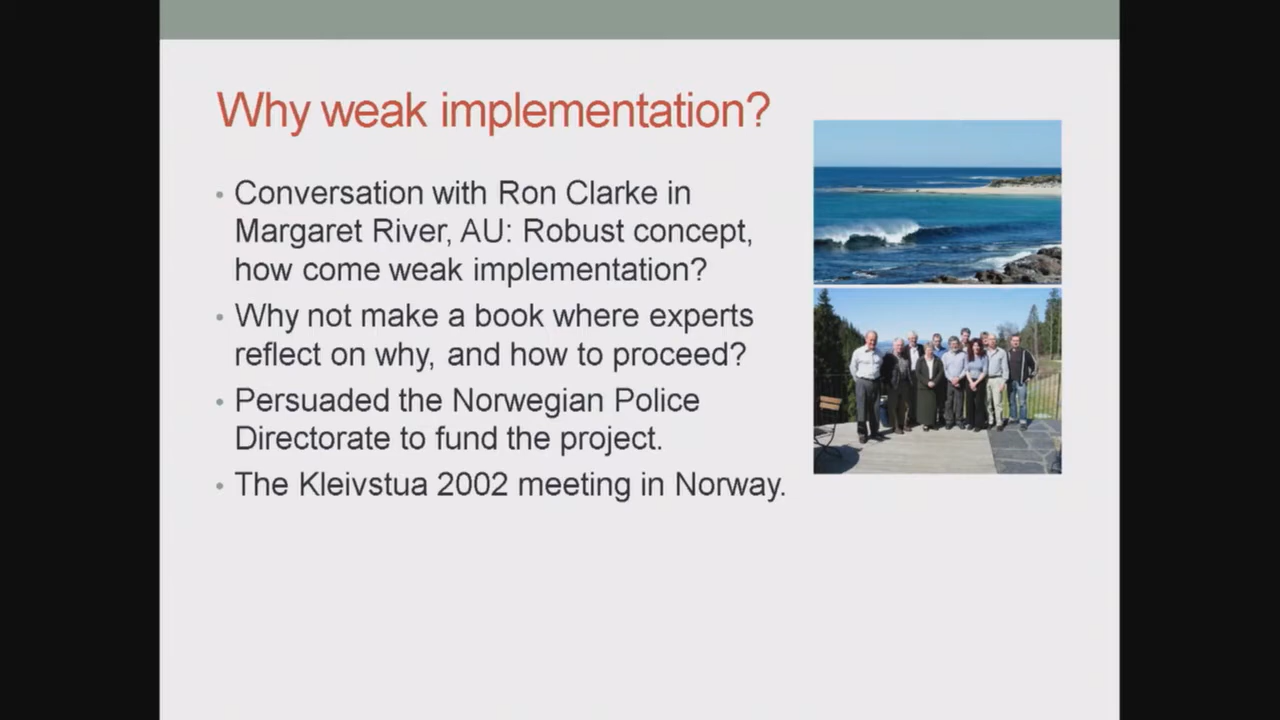 Why weak implementation?
• Conversation with Ron Clarke in
Margaret River, AU: Robust concept,
how come weak implementation?
• Why not make a book where experts
reflect on why, and how to proceed?
• Persuaded the Norwegian Police
Directorate to fund the project.
• The Kleivstua 2002 meeting in Norway.